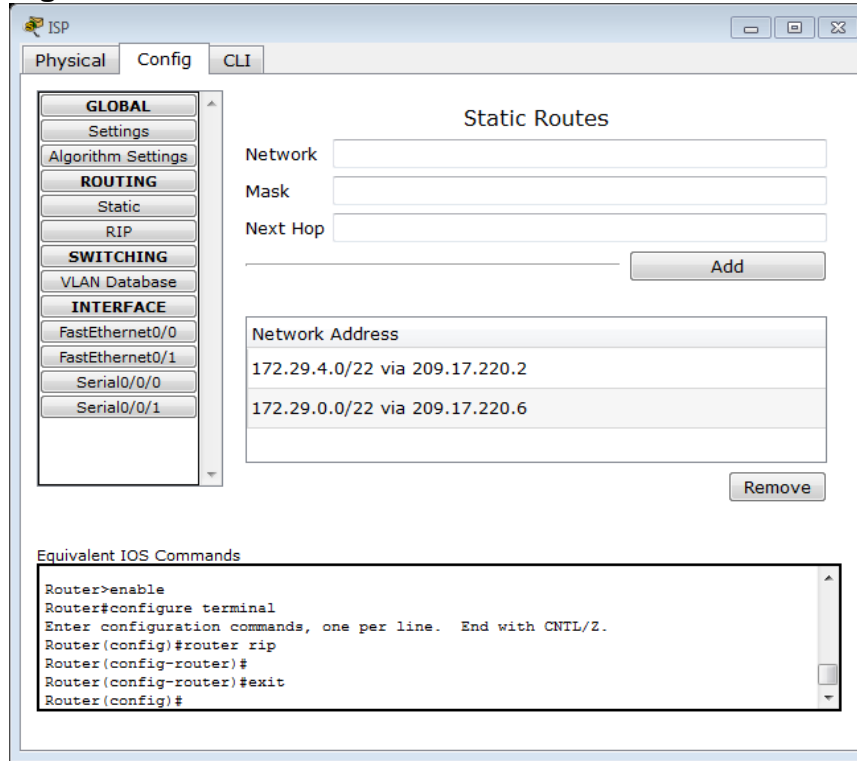 ISP
Physical Config CLI
GLOBAL
Settings
Algorithm Settings
ROUTING
Static
RIP
SWITCHING
VLAN Database
INTERFACE
FastEthernet0/0
FastEthernet0/1
Serial0/0/0
Serial0/0/1
Static Routes
Network
Mask
Next Hop
Add
Network Address
172.29.4.0/22 via 209.17.220.2
172.29.0.0/22 via 209.17.220.6
Remove
Equivalent IOS Commands
Router>enable
Router#configure terminal
Enter configuration commands, one per line.  End with CNTL/Z.
Router(config)#router rip
Router(config-router)#
Router(config-router)#exit
Router(config)#